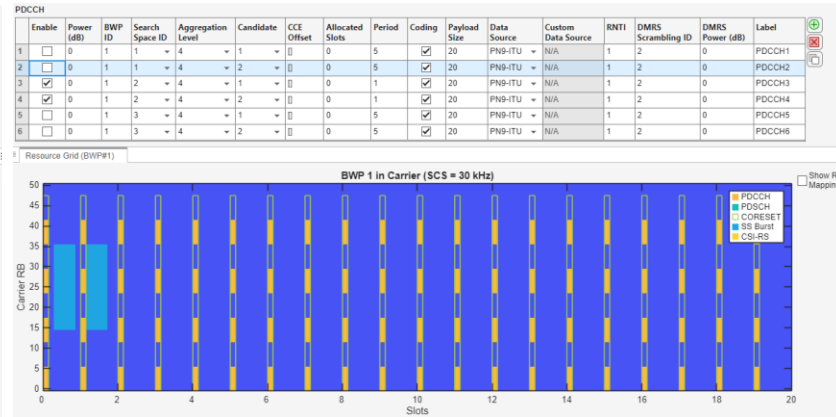 PDCCH
Enable Power (dB) BWP ID Search Space ID Aggregation Level Candidate CCE Offset Allocated Slots Period Coding Payload Size Data Source Custom Data Source RNTI DMRS Scrambling ID DMRS Power (dB) Label
1 0 1 1 4 1 [] 0 5 20 PN9-ITU N/A 1 2 0 PDCCH1
2 0 1 1 4 2 [] 0 5 20 PN9-ITU N/A 1 2 0 PDCCH2
3 0 1 2 4 1 [] 0 1 20 PN9-ITU N/A 1 2 0 PDCCH3
4 0 1 2 4 2 [] 0 1 20 PN9-ITU N/A 1 2 0 PDCCH4
5 0 1 3 4 1 [] 0 5 20 PN9-ITU N/A 1 2 0 PDCCH5
6 0 1 3 4 2 [] 0 5 20 PN9-ITU N/A 1 2 0 PDCCH6
Resource Grid (BWP#1)
BWP 1 in Carrier (SCS = 30 kHz)
Show R
Mappin
PDCCH
PDSCH
CORESET
SS Burst
CSI-RS
50
45
40
35
30
25
20
15
10
5
0
Carrier RB
0 2 4 6 8 10 12 14 16 18 20
Slots